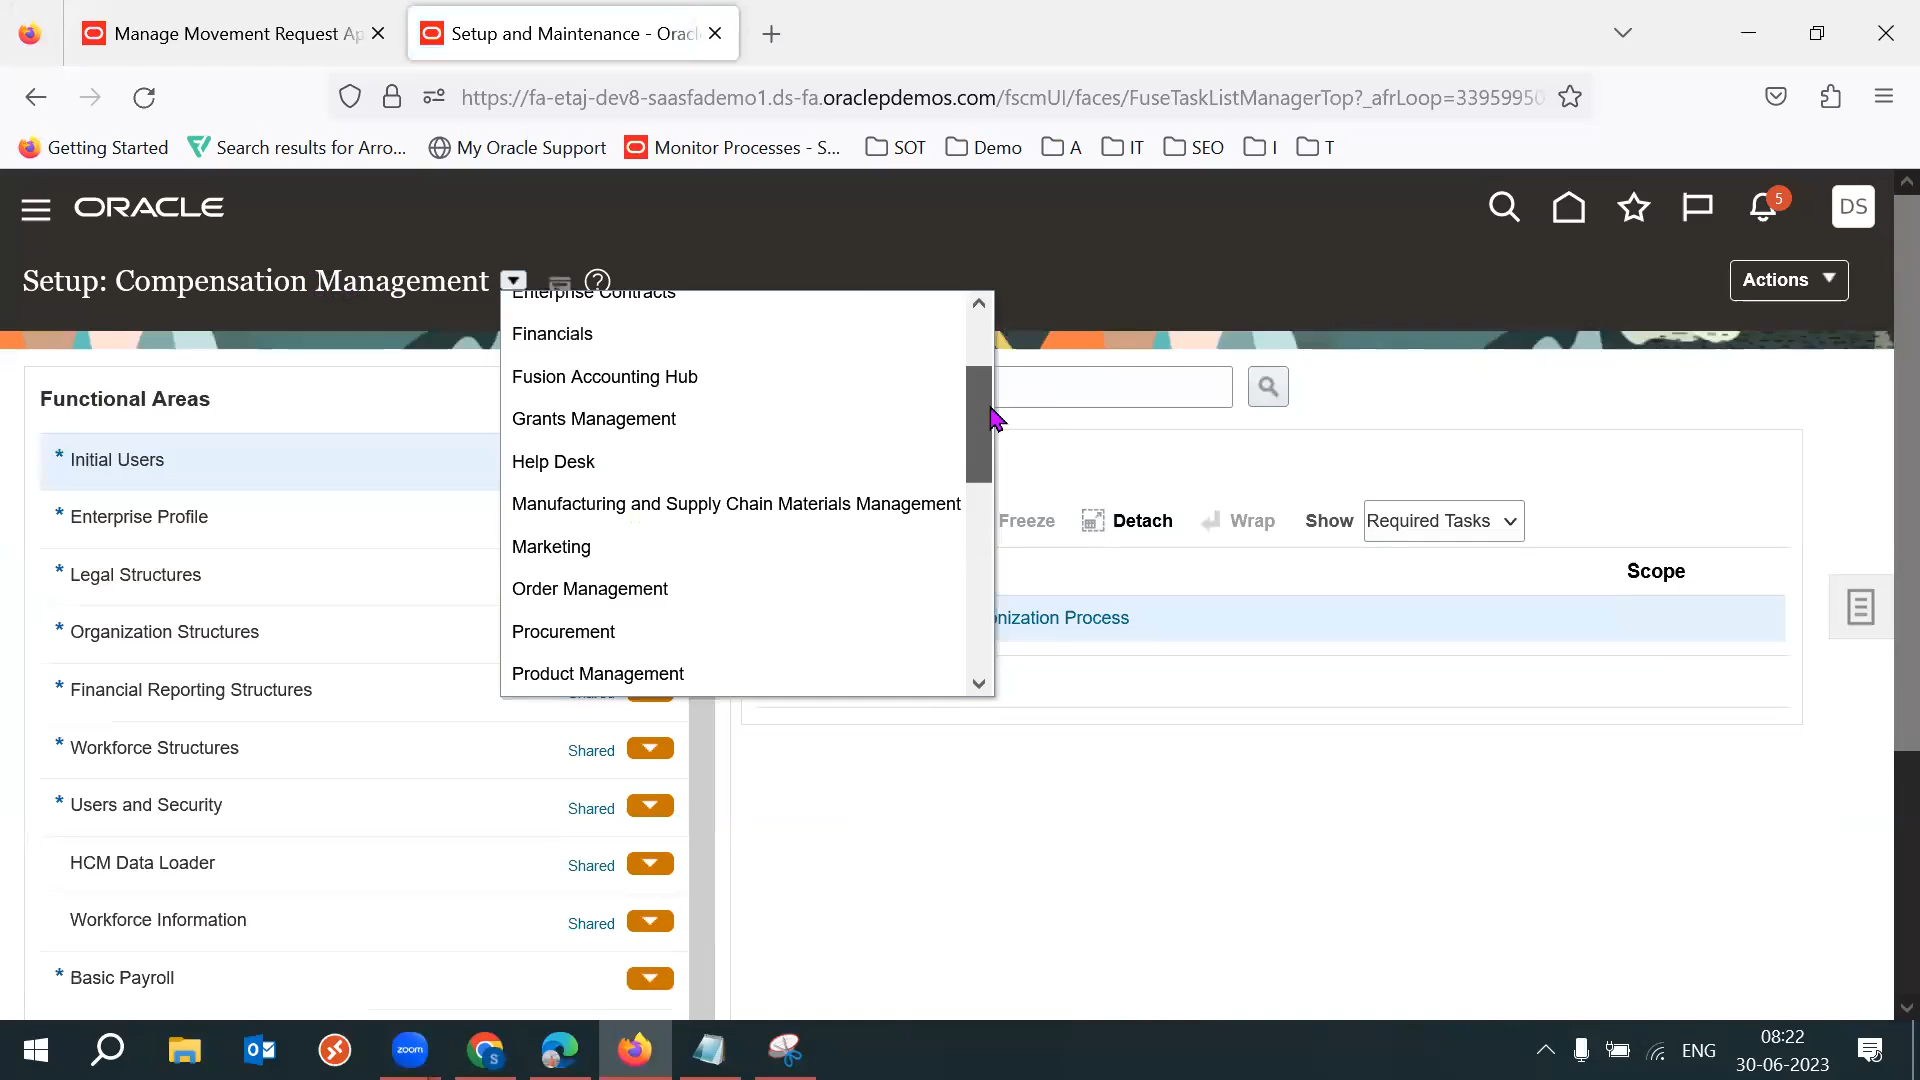 Manage Movement Request Ap
Setup and Maintenance - Oracl
https://fa-etaj-dev8-saasfademo1.ds-fa.oraclepdemos.com/fscmUI/faces/FuseTaskListManagerTop?_afrLoop=33959950
Getting Started
Search results for Arro...
My Oracle Support
Monitor Processes - S...
SOT
Demo
A
IT
SEO
I
T
ORACLE
5
DS
Setup: Compensation Management
Actions
Enterprise Contracts
Financials
Fusion Accounting Hub
Grants Management
Help Desk
Manufacturing and Supply Chain Materials Management
Marketing
Order Management
Procurement
Product Management
Functional Areas
* Initial Users
* Enterprise Profile
* Legal Structures
* Organization Structures
* Financial Reporting Structures
* Workforce Structures
Shared
* Users and Security
Shared
HCM Data Loader
Shared
Workforce Information
Shared
* Basic Payroll
Freeze
Detach
Wrap
Show
Required Tasks
Scope
onization Process
zoom
S
ENG
08:22
30-06-2023